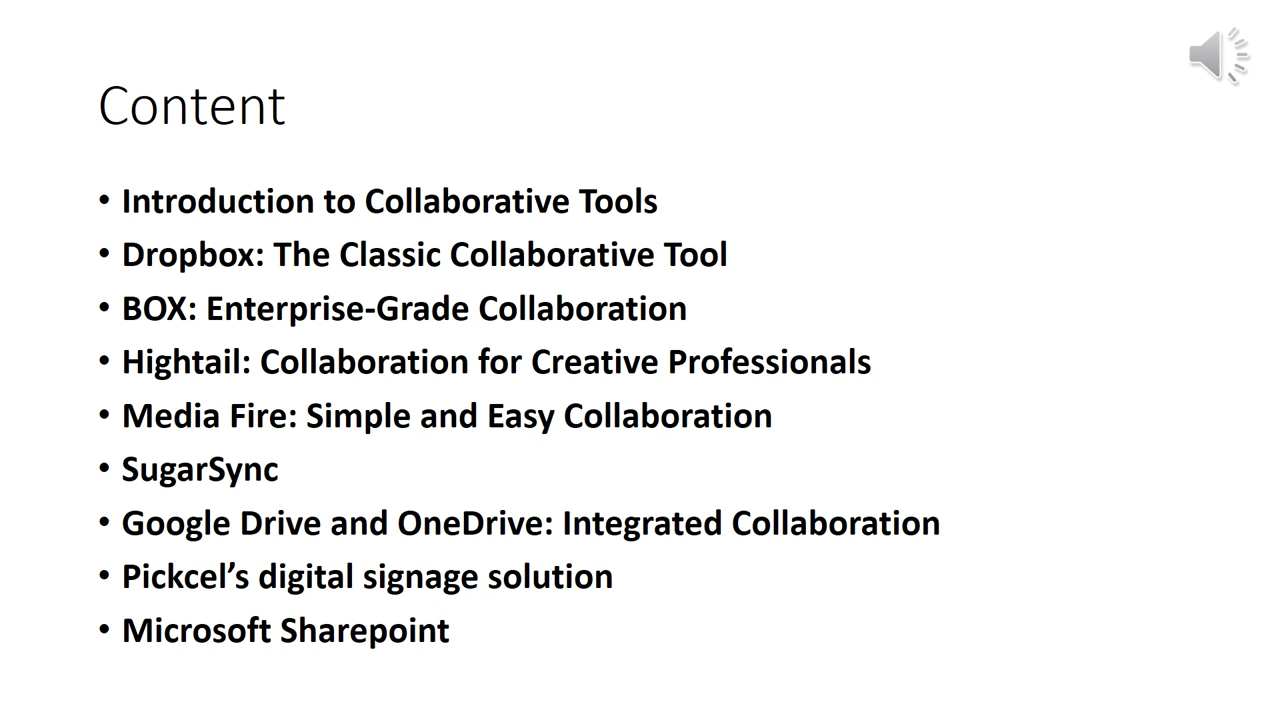 Content
• Introduction to Collaborative Tools
• Dropbox: The Classic Collaborative Tool
• BOX: Enterprise-Grade Collaboration
• Hightail: Collaboration for Creative Professionals
• Media Fire: Simple and Easy Collaboration
• SugarSync
• Google Drive and OneDrive: Integrated Collaboration
• Pickcel’s digital signage solution
• Microsoft Sharepoint